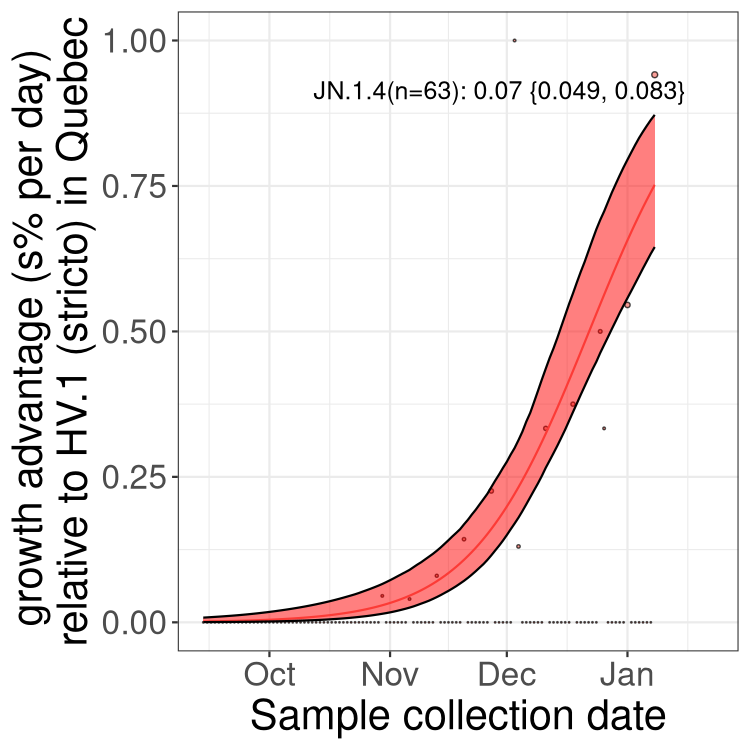 growth advantage (s% per day)
relative to HV.1 (stricto) in Quebec
1.00
0.75
0.50
0.25
0.00
JN.1.4(n=63): 0.07 {0.049, 0.083}
Oct Nov Dec Jan
Sample collection date